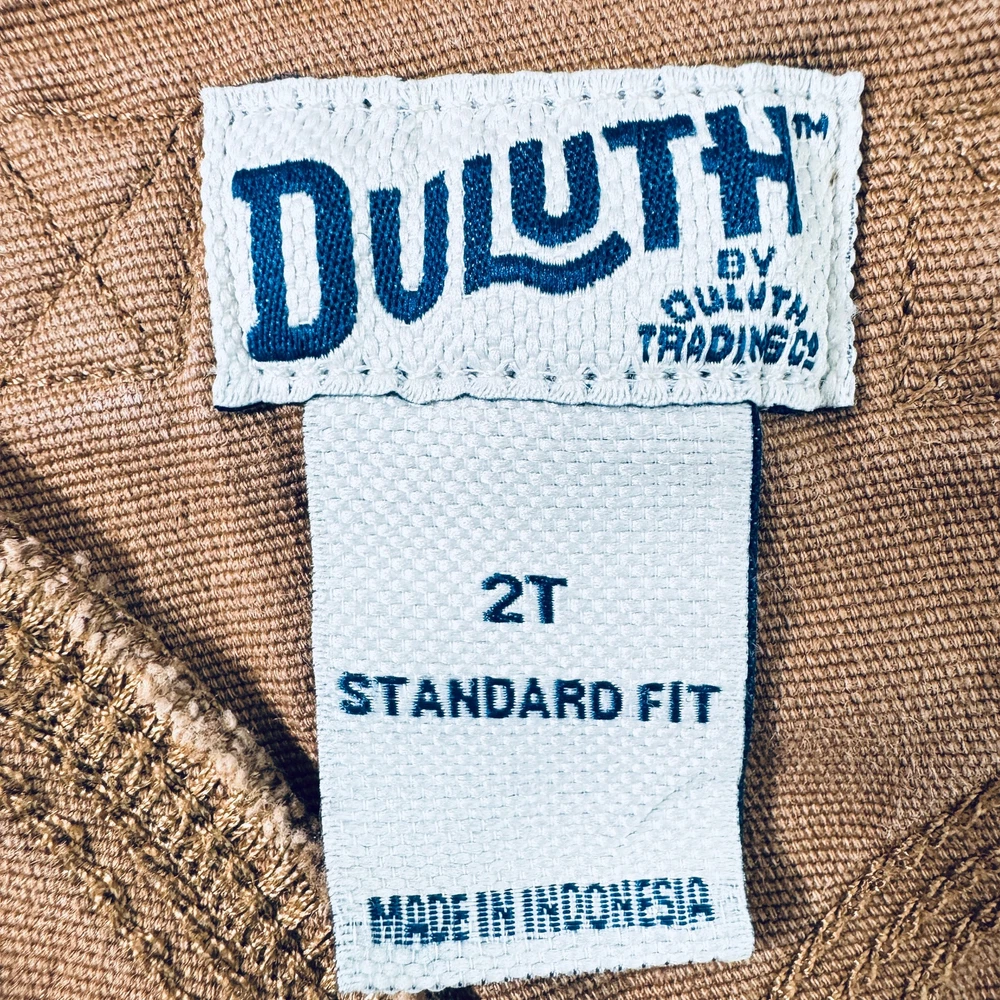 DULUTH™
BY
DULUTH
TRADING Cº
2T
STANDARD FIT
MADE IN INDONESIA